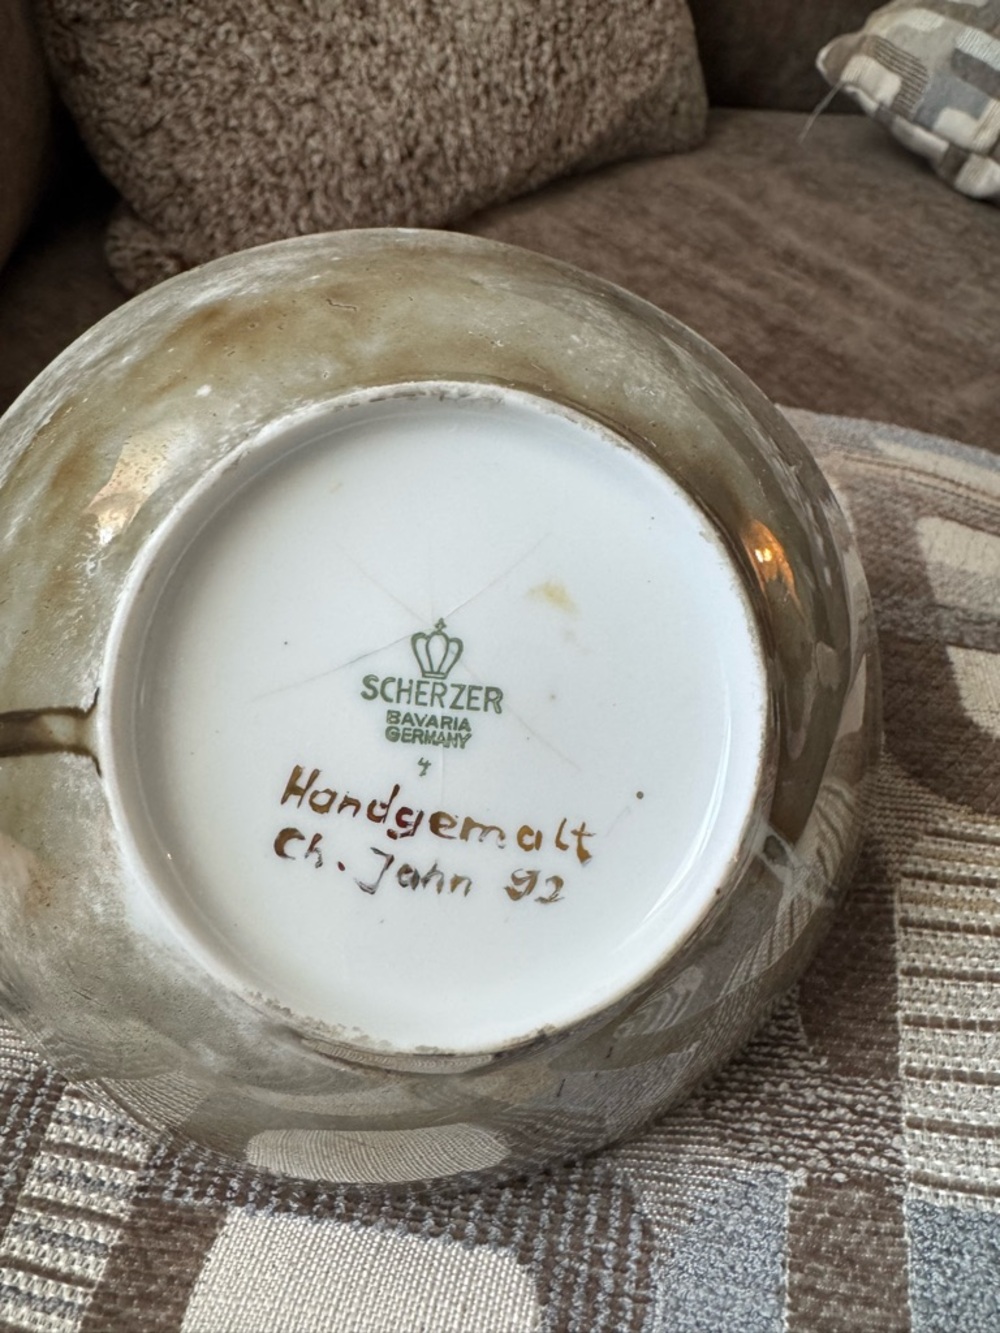 SCHERZER
BAVARIA
GERMANY
4
Handgemalt
Ch. Jahn 92